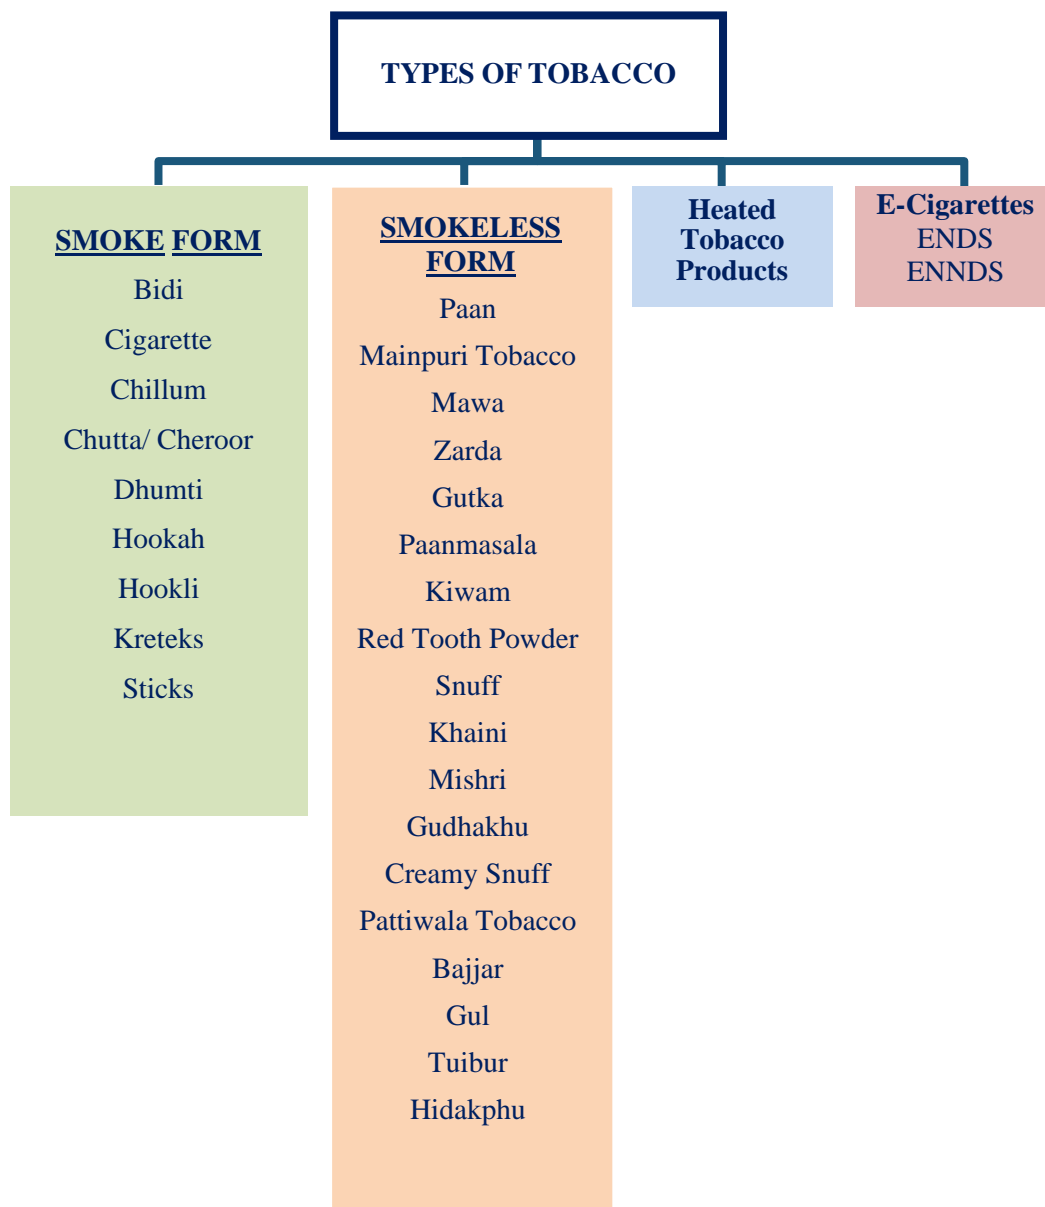 TYPES OF TOBACCO
SMOKE FORM
Bidi
Cigarette
Chillum
Chutta/ Cheroor
Dhumti
Hookah
Hookli
Kreteks
Sticks
SMOKELESS
FORM
Paan
Mainpuri Tobacco
Mawa
Zarda
Gutka
Paanmasala
Kiwam
Red Tooth Powder
Snuff
Khaini
Mishri
Gudhakhu
Creamy Snuff
Pattiwala Tobacco
Bajjar
Gul
Tuibur
Hidakphu
Heated
Tobacco
Products
E-Cigarettes
ENDS
ENNDS